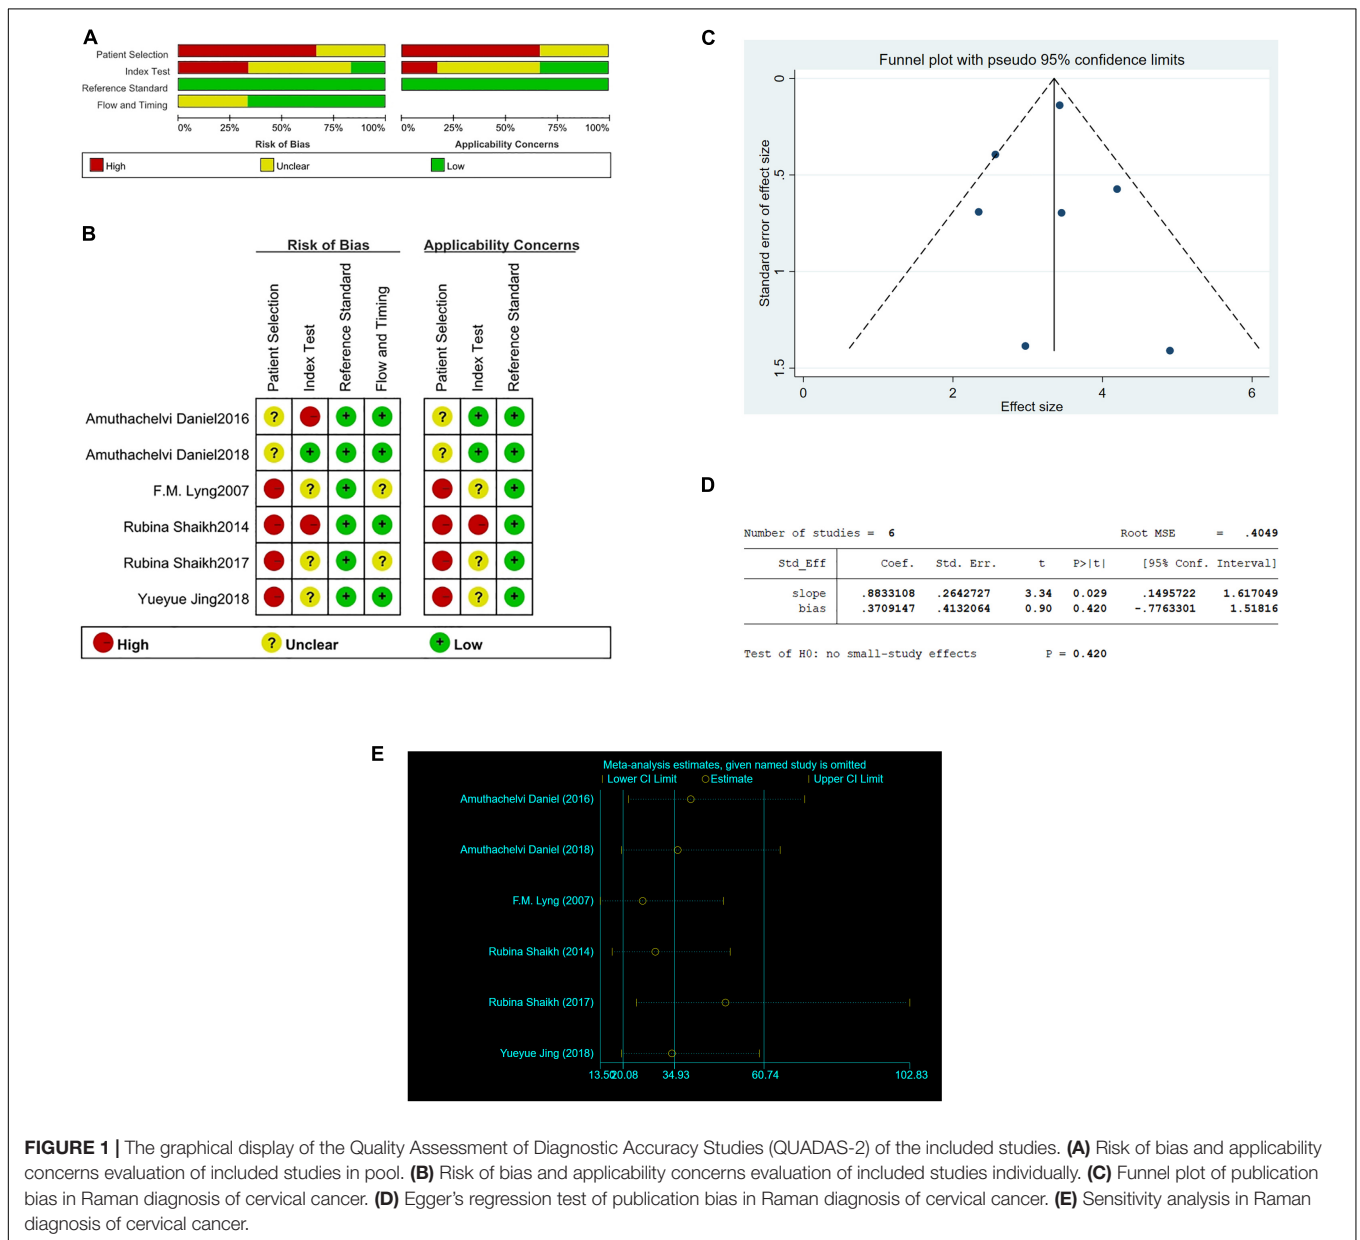 A
Patient Selection
Index Test
Reference Standard
Flow and Timing
0% 25% 50% 75% 100% 0% 25% 50% 75% 100%
Risk of Bias Applicability Concerns
High Unclear Low
B
Risk of Bias Applicability Concerns
Patient Selection
Index Test
Reference Standard
Flow and Timing
Patient Selection
Index Test
Reference Standard
Amuthachelvi Daniel2016 ? - + + ? + +
Amuthachelvi Daniel2018 ? + + + ? + +
F.M. Lyng2007 - ? + ? - ? +
Rubina Shaikh2014 - - + + - - +
Rubina Shaikh2017 - ? + ? - ? +
Yueyue Jing2018 - ? + + - ? +
- High ? Unclear + Low
C
Funnel plot with pseudo 95% confidence limits
Standard error of effect size
0
.5
1
1.5
0 2 4 6
Effect size
D
Number of studies = 6 Root MSE = .4049
Std_Eff Coef. Std. Err. t P>|t| [95% Conf. Interval]
slope .8833108 .2642727 3.34 0.029 .1495722 1.617049
bias .3709147 .4132064 0.90 0.420 -.7763301 1.51816
Test of H0: no small-study effects P = 0.420
E
Meta-analysis estimates, given named study is omitted
Lower CI Limit Estimate Upper CI Limit
Amuthachelvi Daniel (2016)
Amuthachelvi Daniel (2018)
F.M. Lyng (2007)
Rubina Shaikh (2014)
Rubina Shaikh (2017)
Yueyue Jing (2018)
13.50 20.08 34.93 60.74 102.83
FIGURE 1 | The graphical display of the Quality Assessment of Diagnostic Accuracy Studies (QUADAS-2) of the included studies. (A) Risk of bias and applicability
concerns evaluation of included studies in pool. (B) Risk of bias and applicability concerns evaluation of included studies individually. (C) Funnel plot of publication
bias in Raman diagnosis of cervical cancer. (D) Egger's regression test of publication bias in Raman diagnosis of cervical cancer. (E) Sensitivity analysis in Raman
diagnosis of cervical cancer.